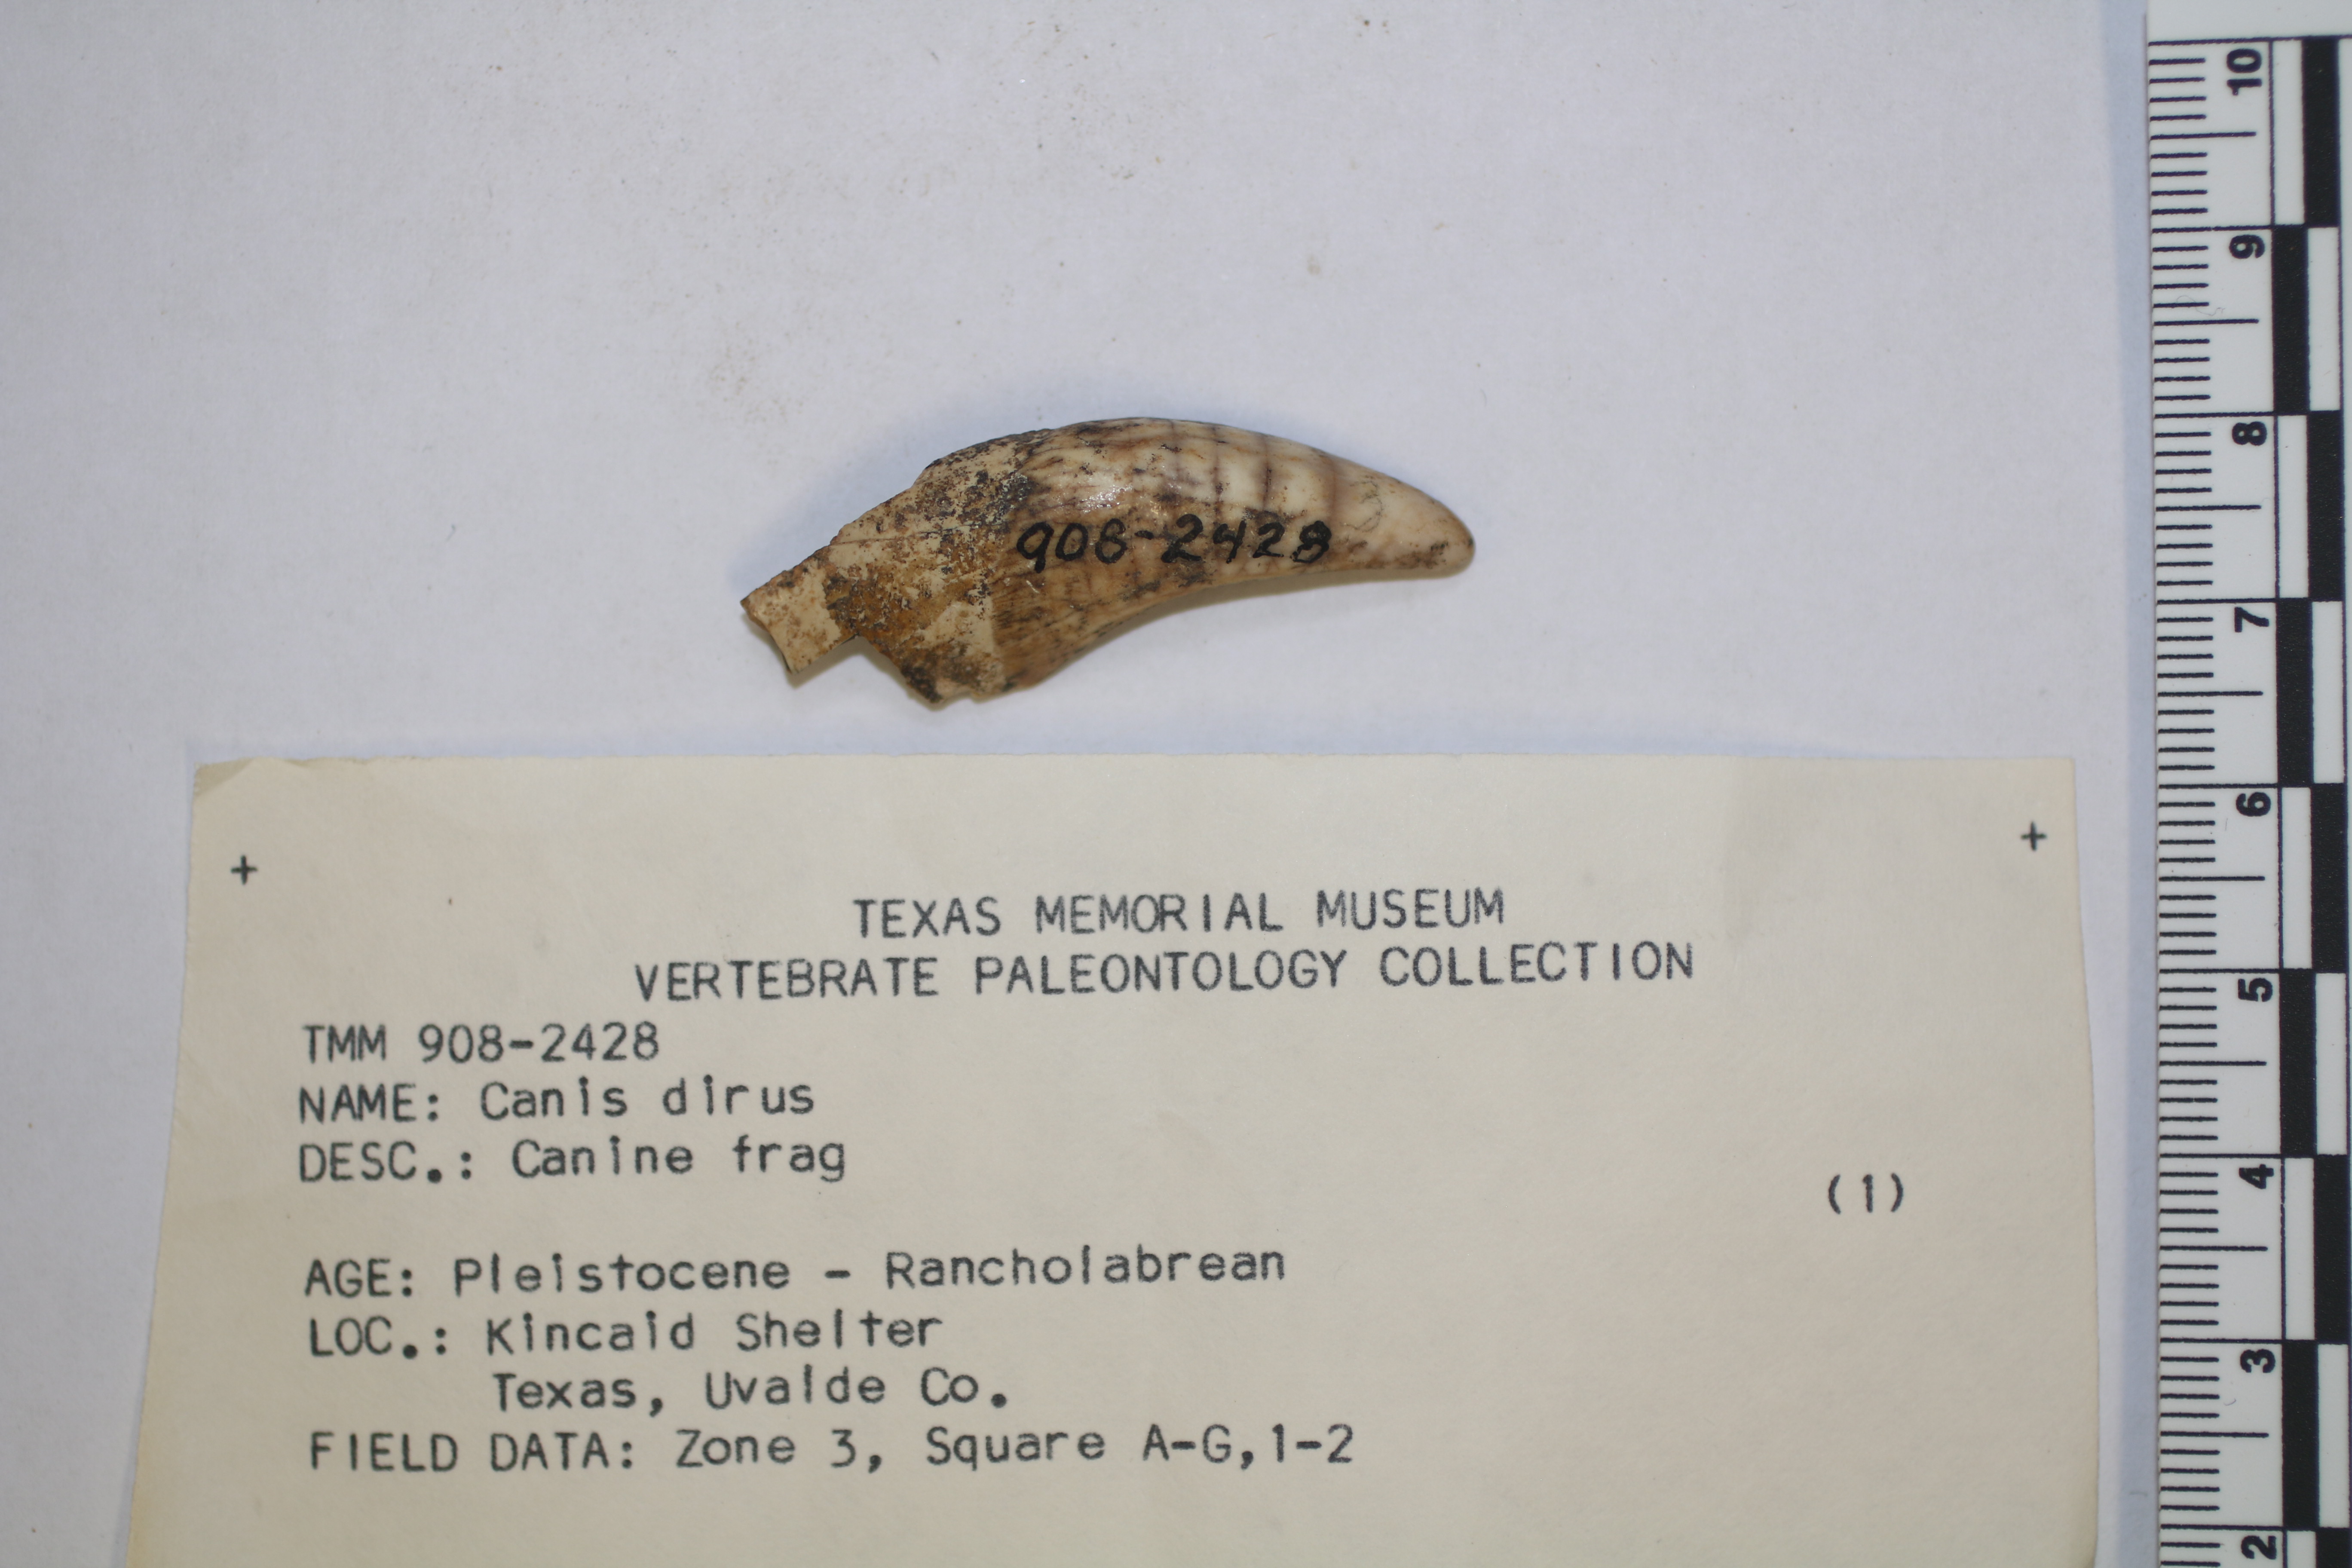 908-2428
TEXAS MEMORIAL MUSEUM
VERTEBRATE PALEONTOLOGY COLLECTION
TMM 908-2428
NAME: Canis dirus
DESC.: Canine frag
(1)
AGE: Pleistocene - Rancholabrean
LOC.: Kincaid Shelter
Texas, Uvalde Co.
FIELD DATA: Zone 3, Square A-G,1-2
10
9
8
7
6
5
4
3
2